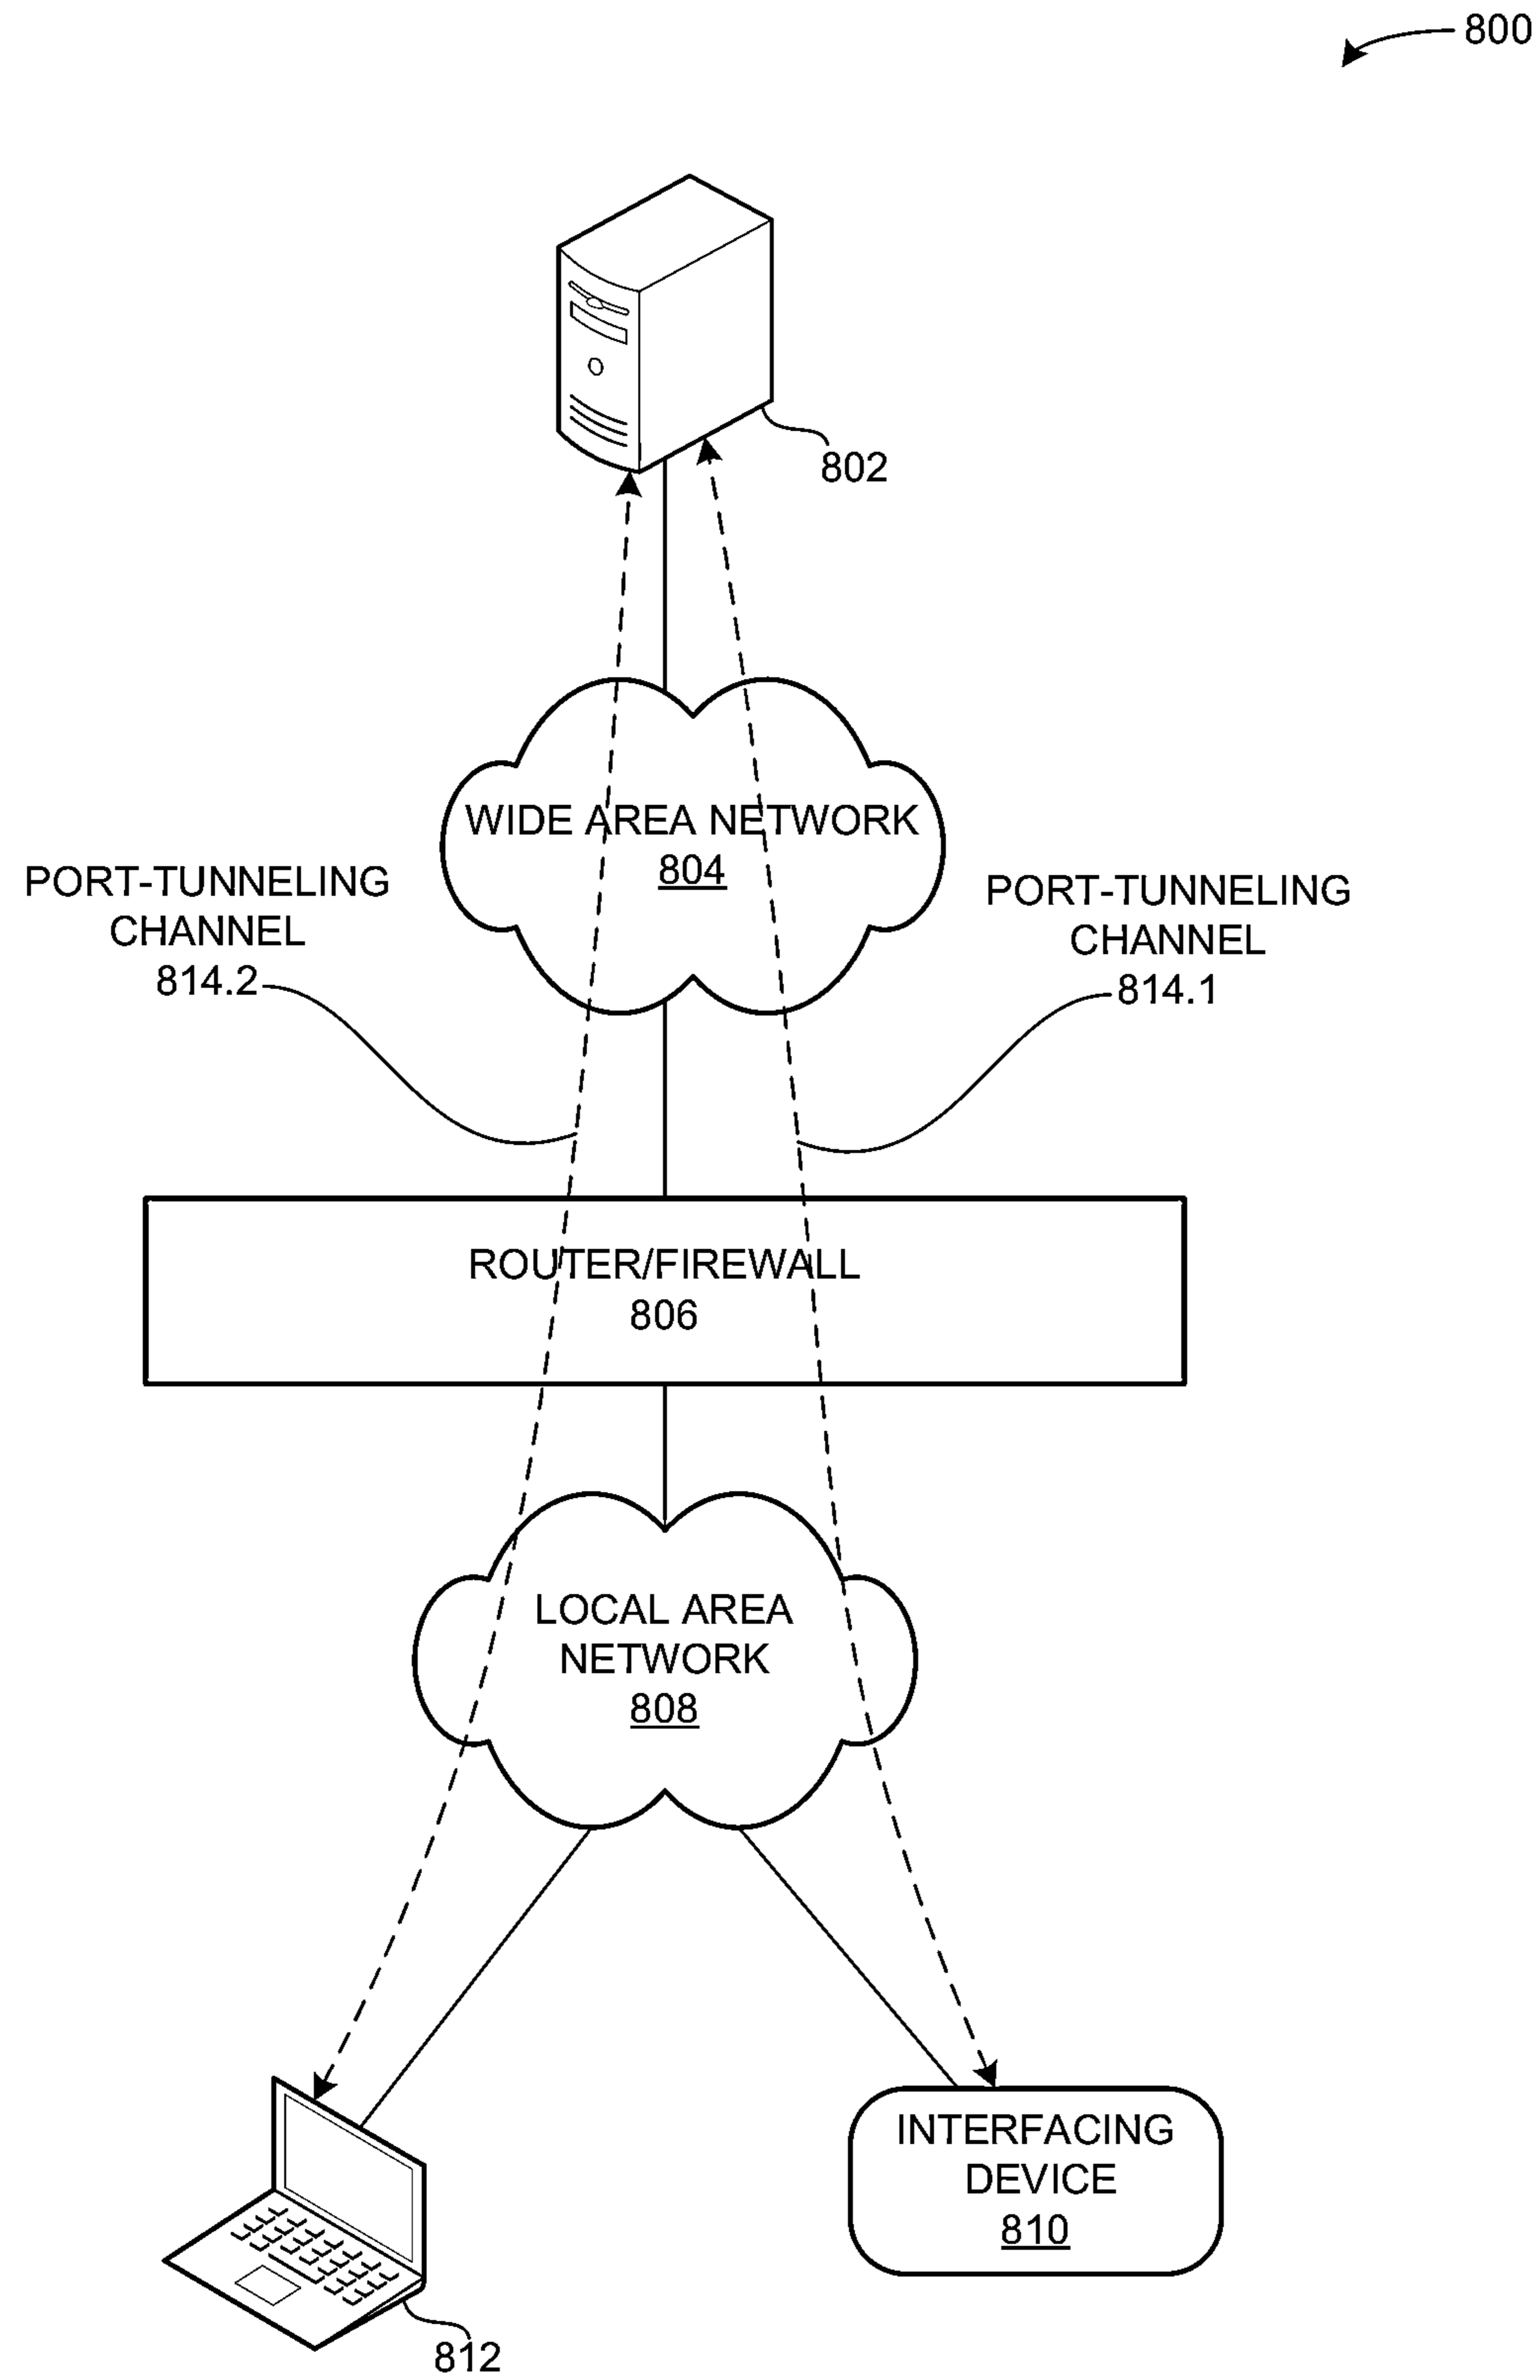 800
802
WIDE AREA NETWORK
804
PORT-TUNNELING
CHANNEL
814.2
PORT-TUNNELING
CHANNEL
814.1
ROUTER/FIREWALL
806
LOCAL AREA
NETWORK
808
INTERFACING
DEVICE
810
812